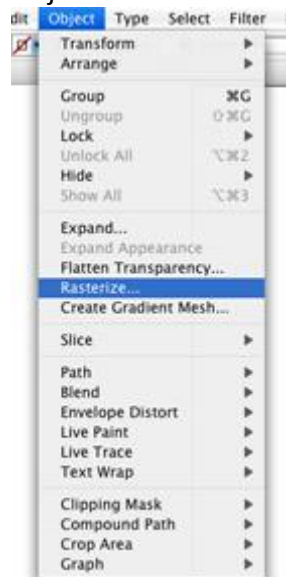 dit Object Type Select Filter
Transform
Arrange
Group ⌘G
Ungroup ⇧⌘G
Lock
Unlock All ⌥⌘2
Hide
Show All ⌥⌘3
Expand...
Expand Appearance
Flatten Transparency...
Rasterize...
Create Gradient Mesh...
Slice
Path
Blend
Envelope Distort
Live Paint
Live Trace
Text Wrap
Clipping Mask
Compound Path
Crop Area
Graph